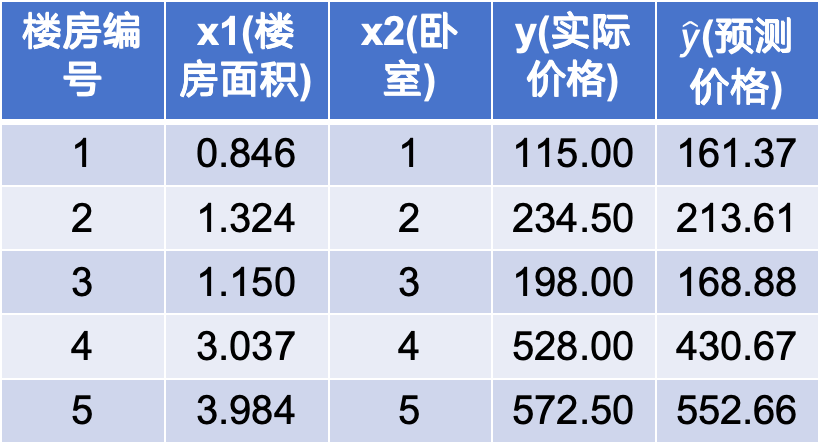 楼房编号 x1(楼房面积) x2(卧室) y(实际价格) ŷ(预测价格)
1 0.846 1 115.00 161.37
2 1.324 2 234.50 213.61
3 1.150 3 198.00 168.88
4 3.037 4 528.00 430.67
5 3.984 5 572.50 552.66